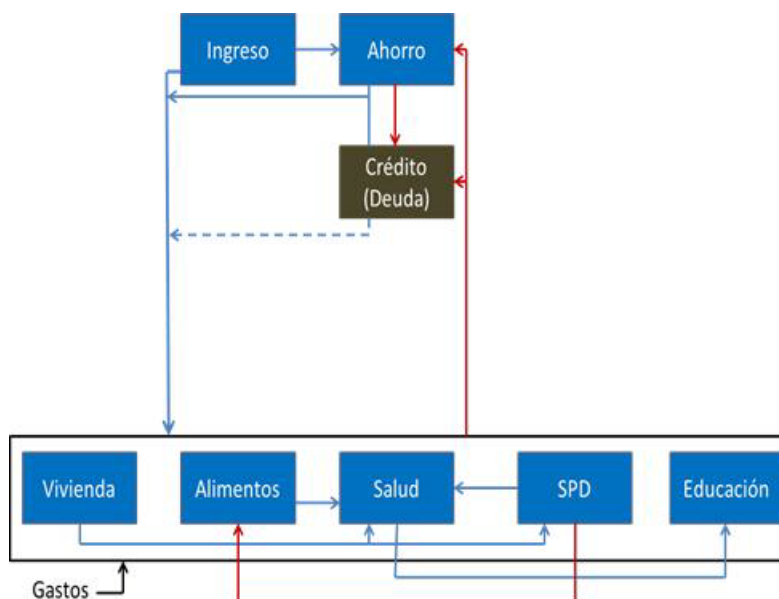 Ingreso
Ahorro
Crédito
(Deuda)
Vivienda
Alimentos
Salud
SPD
Educación
Gastos